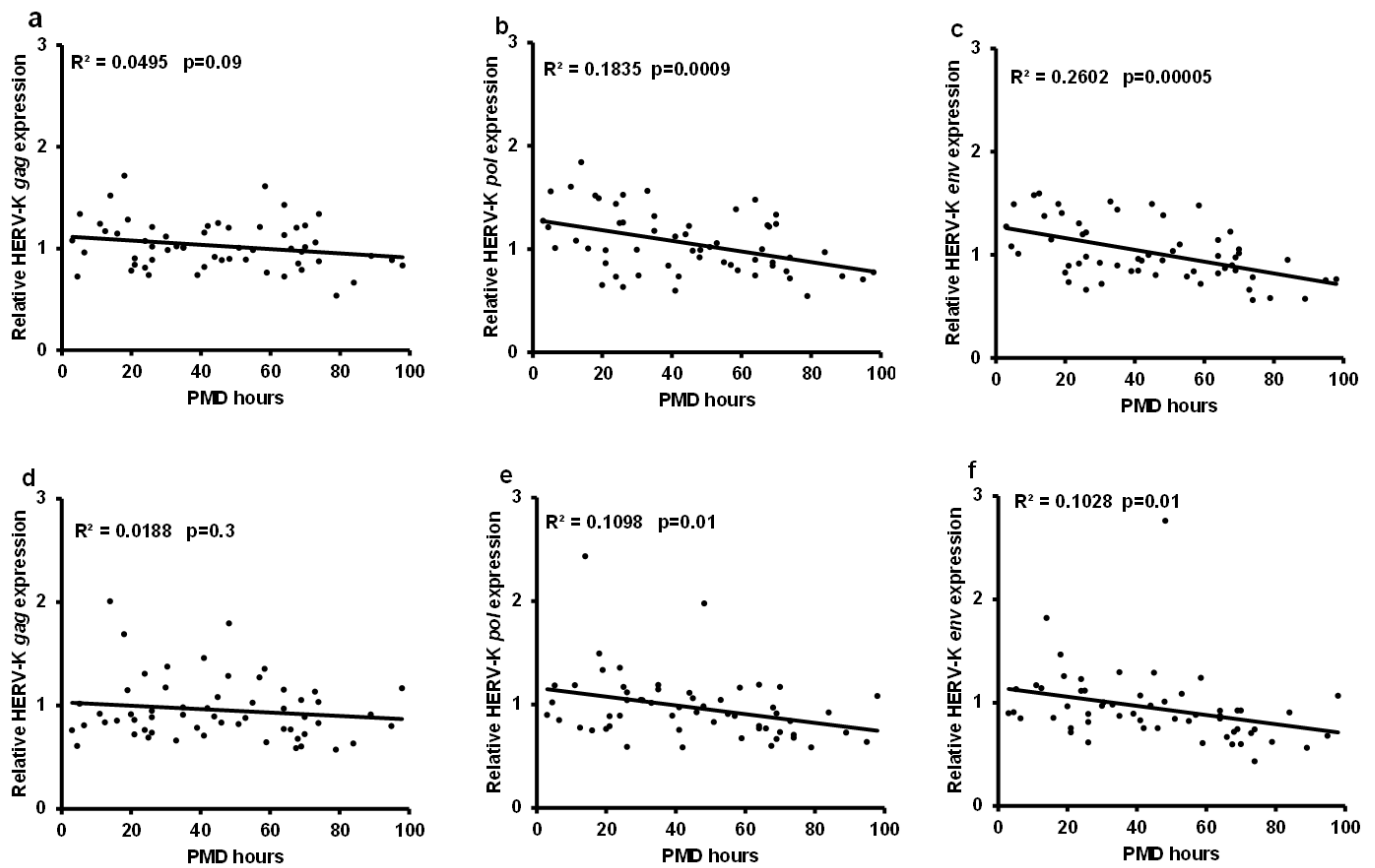 a
R² = 0.0495 p=0.09
Relative HERV-K gag expression
3
2
1
0
0 20 40 60 80 100
PMD hours
b
R² = 0.1835 p=0.0009
Relative HERV-K pol expression
3
2
1
0
0 20 40 60 80 100
PMD hours
c
R² = 0.2602 p=0.00005
Relative HERV-K env expression
3
2
1
0
0 20 40 60 80 100
PMD hours
d
R² = 0.0188 p=0.3
Relative HERV-K gag expression
3
2
1
0
0 20 40 60 80 100
PMD hours
e
R² = 0.1098 p=0.01
Relative HERV-K pol expression
3
2
1
0
0 20 40 60 80 100
PMD hours
f
R² = 0.1028 p=0.01
Relative HERV-K env expression
3
2
1
0
0 20 40 60 80 100
PMD hours